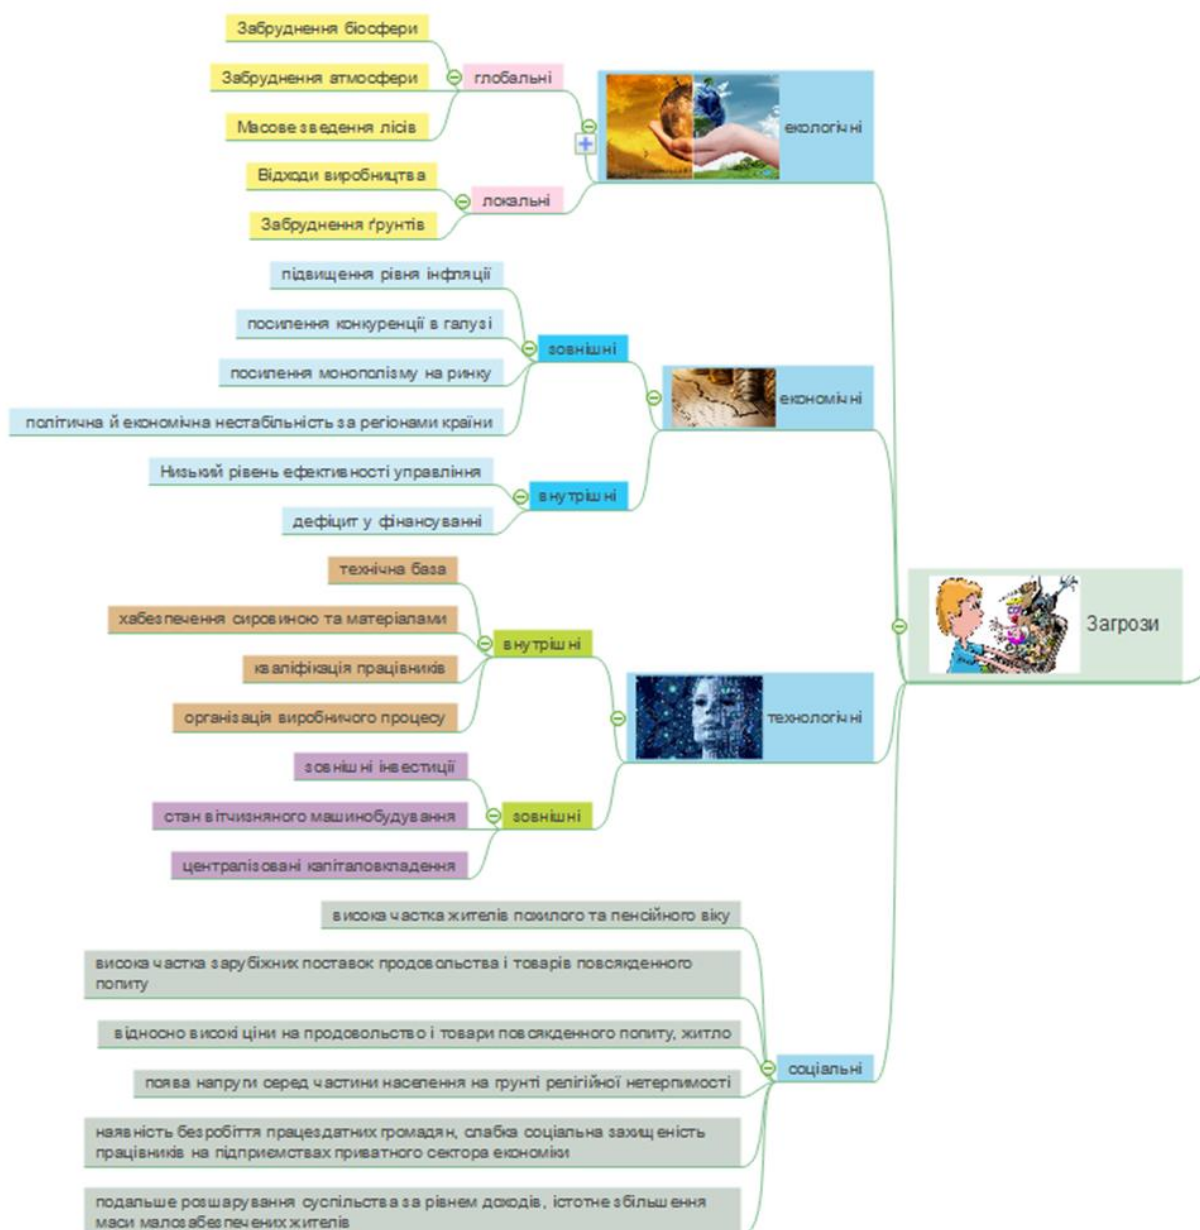 Забруднення біосфери
Забруднення атмосфери
Масове зведення лісів
глобальні
Відходи виробництва
Забруднення ґрунтів
локальні
екологічні
підвищення рівня інфляції
посилення конкуренції в галузі
посилення монополізму на ринку
політична й економічна нестабільність за регіонами країни
зовнішні
Низький рівень ефективності управління
дефіцит у фінансуванні
внутрішні
економічні
технічна база
хабезпечення сировиною та матеріалами
кваліфікація працівників
організація виробничого процесу
внутрішні
зовнішні інвестиції
стан вітчизняного машинобудування
централізовані капіталовкладення
зовнішні
технологічні
висока частка жителів похилого та пенсійного віку
висока частка зарубіжних поставок продовольства і товарів повсякденного
попиту
відносно високі ціни на продовольство і товари повсякденного попиту, житло
поява напруги серед частини населення на грунті релігійної нетерпимості
наявність безробіття працездатних громадян, слабка соціальна захищеність
працівників на підприємствах приватного сектора економіки
подальше розшарування суспільства за рівнем доходів, істотне збільшення
маси малозабезпечених жителів
соціальні
Загрози